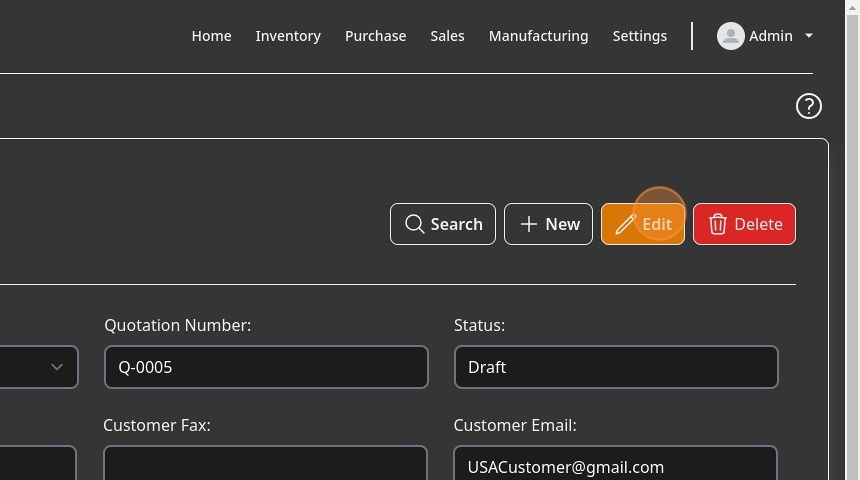 Home Inventory Purchase Sales Manufacturing Settings Admin
?
Search New Edit Delete
Quotation Number: Status:
Q-0005 Draft
Customer Fax: Customer Email:
USACustomer@gmail.com